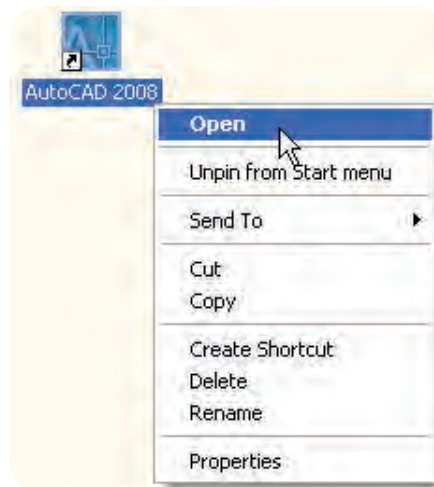 AutoCAD 2008
Open
Unpin from Start menu
Send To
Cut
Copy
Create Shortcut
Delete
Rename
Properties